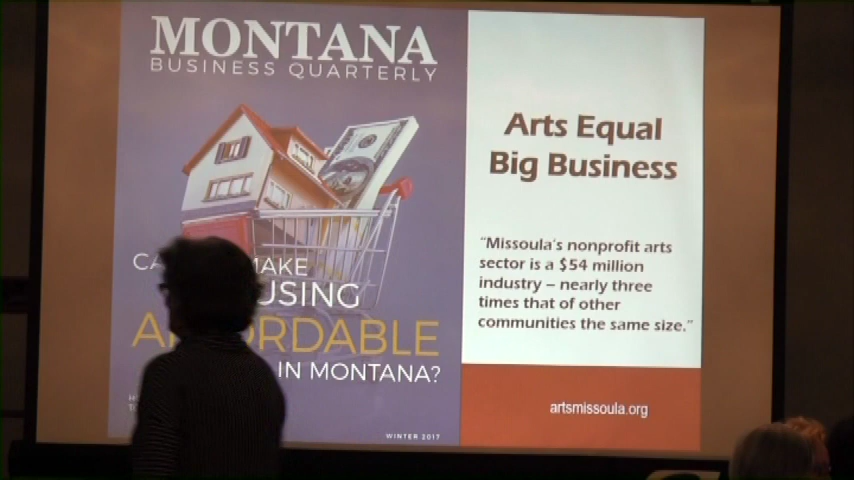 MONTANA
BUSINESS QUARTERLY
MAKE
USING
A ORDABLE
IN MONTANA?
WINTER 2017
Arts Equal
Big Business
“Missoula's nonprofit arts
sector is a $54 million
industry – nearly three
times that of other
communities the same size.”
artsmissoula.org